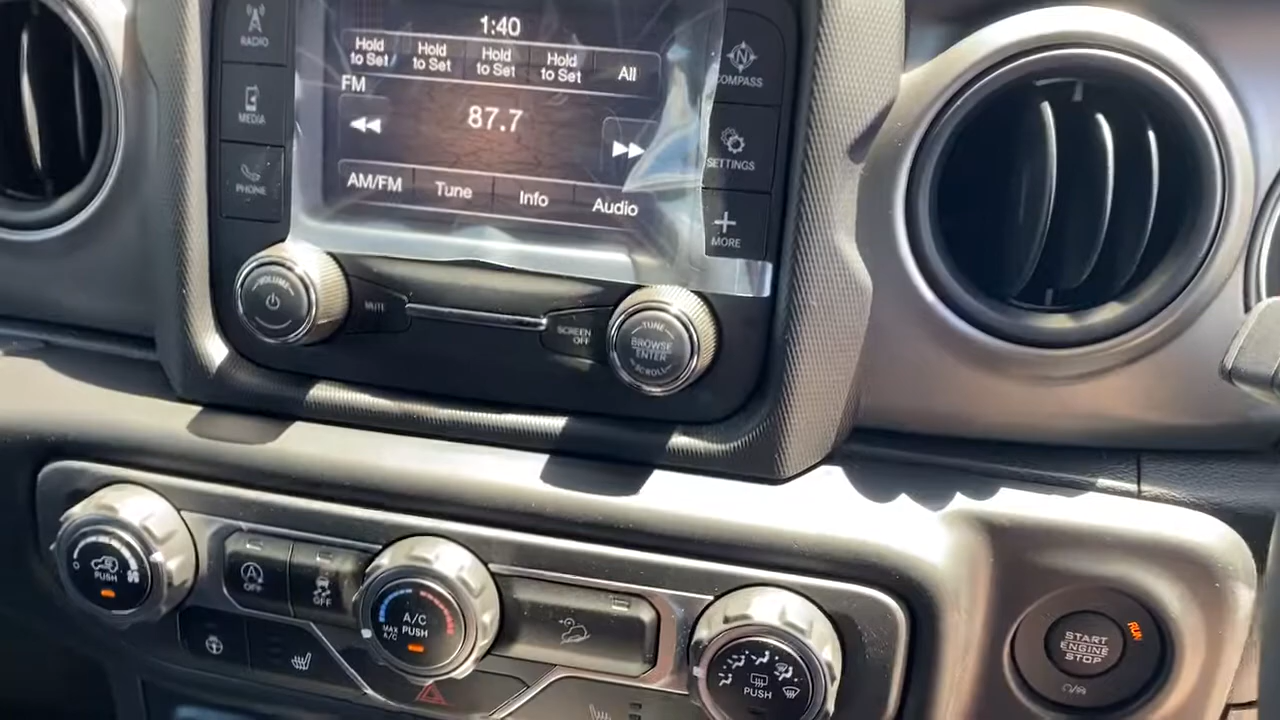 RADIO
MEDIA
PHONE
1:40
Hold to Set
Hold to Set
Hold to Set
Hold to Set
All
FM
87.7
AM/FM
Tune
Info
Audio
N
COMPASS
SETTINGS
MORE
VOLUME
MUTE
SCREEN
OFF
TUNE
BROWSE
ENTER
SCROLL
O
PUSH
A
OFF
OFF
A/C
PUSH
MAX
A/C
PUSH
START
ENGINE
STOP
RUN